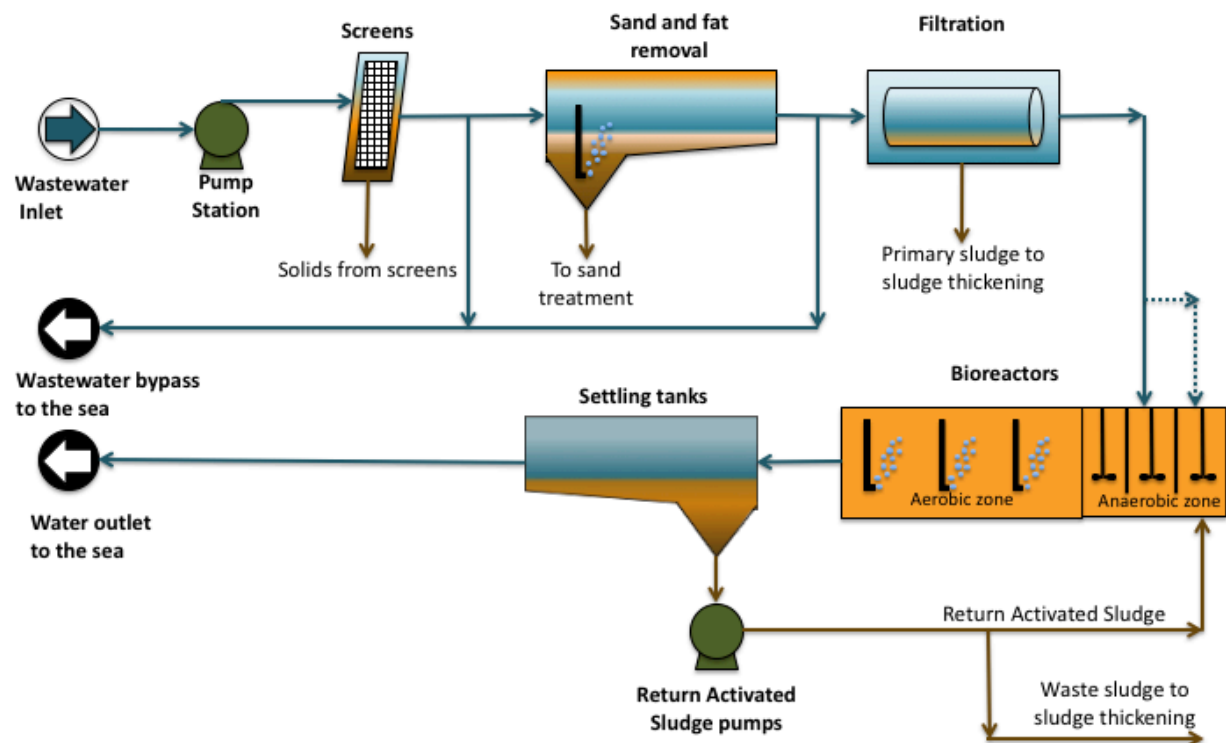 Screens
Sand and fat
removal
Filtration
Wastewater
Inlet
Pump
Station
Solids from screens
To sand
treatment
Primary sludge to
sludge thickening
Wastewater bypass
to the sea
Settling tanks
Bioreactors
Aerobic zone
Anaerobic zone
Water outlet
to the sea
Return Activated Sludge
Return Activated
Sludge pumps
Waste sludge to
sludge thickening